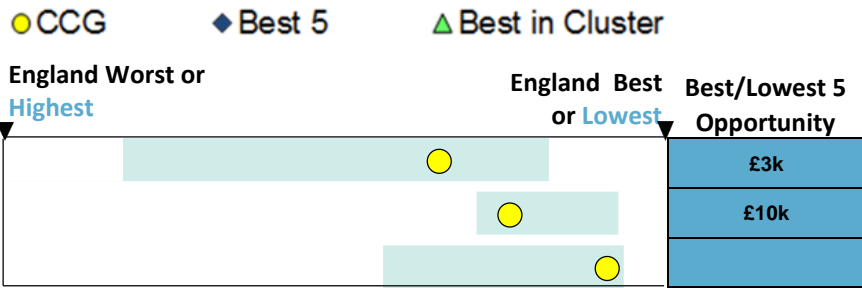 CCG Best 5 Best in Cluster
England Worst or
Highest
England Best
or Lowest
Best/Lowest 5
Opportunity
£3k
£10k